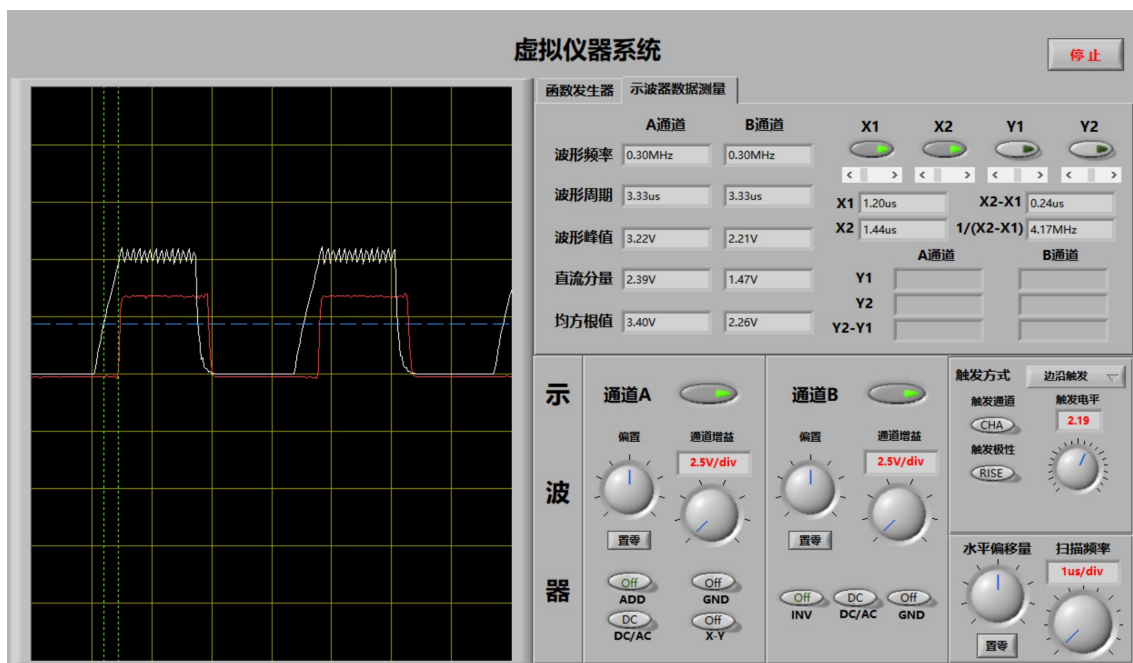 虚拟仪器系统
停止
函数发生器 示波器数据测量
A通道 B通道 X1 X2 Y1 Y2
波形频率 0.30MHz 0.30MHz
波形周期 3.33us 3.33us
X1 1.20us X2-X1 0.24us
波形峰值 3.22V 2.21V
X2 1.44us 1/(X2-X1) 4.17MHz
A通道 B通道
直流分量 2.39V 1.47V
Y1
Y2
均方根值 3.40V 2.26V
Y2-Y1
示波器
通道A
偏置 通道增益
2.5V/div
置零
Off Off
ADD GND
DC Off
DC/AC X-Y
通道B
偏置 通道增益
2.5V/div
置零
Off DC Off
INV DC/AC GND
触发方式 边沿触发
触发通道 触发电平
CHA 2.19
触发极性
RISE
水平偏移量 扫描频率
1us/div
置零